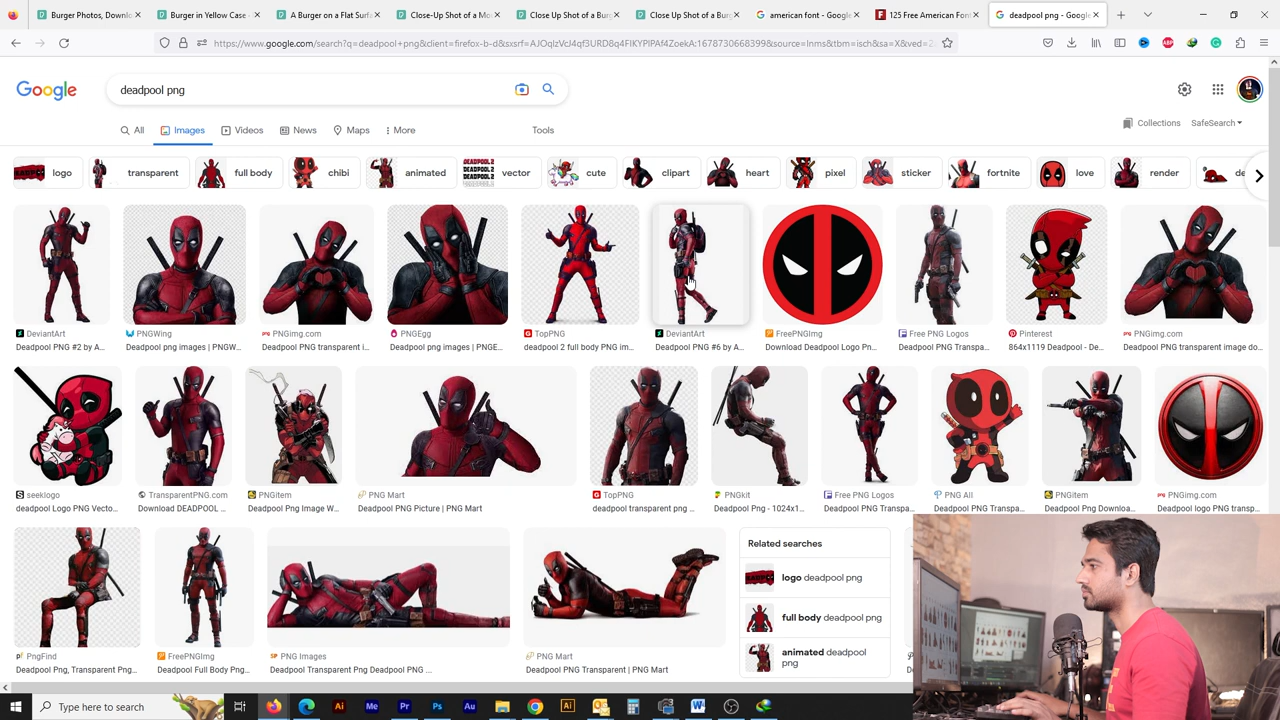 Burger Photos, Downlo
Burger in Yellow Case -
A Burger on a Flat Surfa
Close-Up Shot of a Mo
Close Up Shot of a Burg
Close Up Shot of a Burg
american font - Google
125 Free American Font
deadpool png - Google
Google
deadpool png
All
Images
Videos
News
Maps
More
Tools
Collections
SafeSearch
logo
transparent
full body
chibi
animated
vector
cute
clipart
heart
pixel
sticker
fortnite
love
render
de
DeviantArt
Deadpool PNG #2 by A...
PNGWing
Deadpool png images | PNGW...
PNGimg.com
Deadpool PNG transparent i...
PNGEgg
Deadpool png images | PNGE...
TopPNG
deadpool 2 full body PNG im...
DeviantArt
Deadpool PNG #6 by A...
FreePNGImg
Download Deadpool Logo Pn...
Free PNG Logos
Deadpool PNG Transpa...
Pinterest
864x1119 Deadpool - De...
PNGimg.com
Deadpool PNG transparent image do...
seeklogo
deadpool Logo PNG Vecto...
TransparentPNG.com
Download DEADPOOL ...
PNGitem
Deadpool Png Image W...
PNG Mart
Deadpool PNG Picture | PNG Mart
TopPNG
deadpool transparent png ...
PNGkit
Deadpool Png - 1024x1...
Free PNG Logos
Deadpool PNG Transpa...
PNG All
Deadpool PNG Transpa...
PNGitem
Deadpool Png Downloa...
PNGimg.com
Deadpool logo PNG transp...
Related searches
logo deadpool png
full body deadpool png
animated deadpool
png
PngFind
Deadpool Png, Transparent Png...
FreePNGImg
Deadpool Full Body Png...
PNG Images
Deadpool Transparent Png Deadpool PNG ...
PNG Mart
Deadpool PNG Transparent | PNG Mart
Type here to search